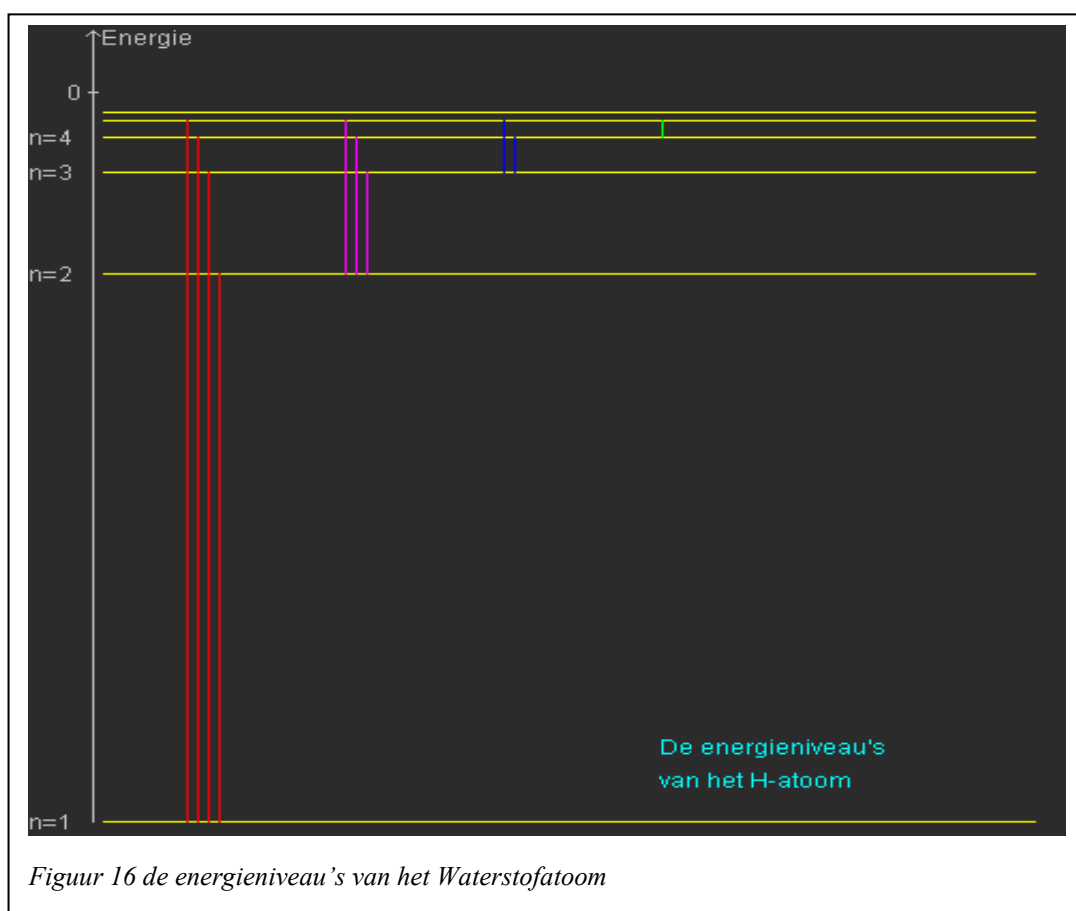 Energie
0
n=4
n=3
n=2
De energieniveau's
van het H-atoom
n=1
Figuur 16 de energieniveau’s van het Waterstofatoom